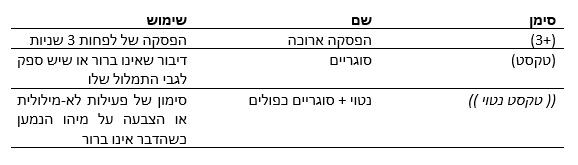 סימן שם שימוש
(3+) הפסקה ארוכה הפסקה של לפחות 3 שניות
(טקסט) סוגריים דיבור שאינו ברור או שיש ספק
לגבי התמלול שלו
(( טקסט נטוי )) נטוי + סוגריים כפולים סימון של פעילות לא-מילולית
או הצבעה על מיהו הנמען
כשהדבר אינו ברור